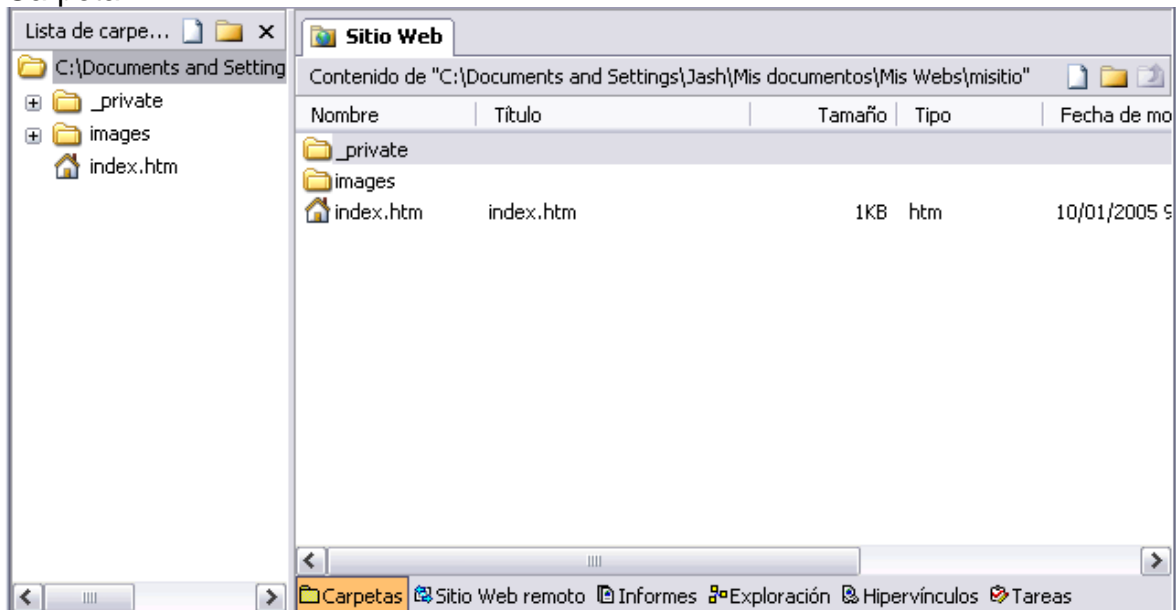 Lista de carpe...
C:\Documents and Setting
_private
images
index.htm
Sitio Web
Contenido de "C:\Documents and Settings\Jash\Mis documentos\Mis Webs\misitio"
Nombre Título Tamaño Tipo Fecha de mo
_private
images
index.htm index.htm 1KB htm 10/01/2005 9
Carpetas Sitio Web remoto Informes Exploración Hipervínculos Tareas